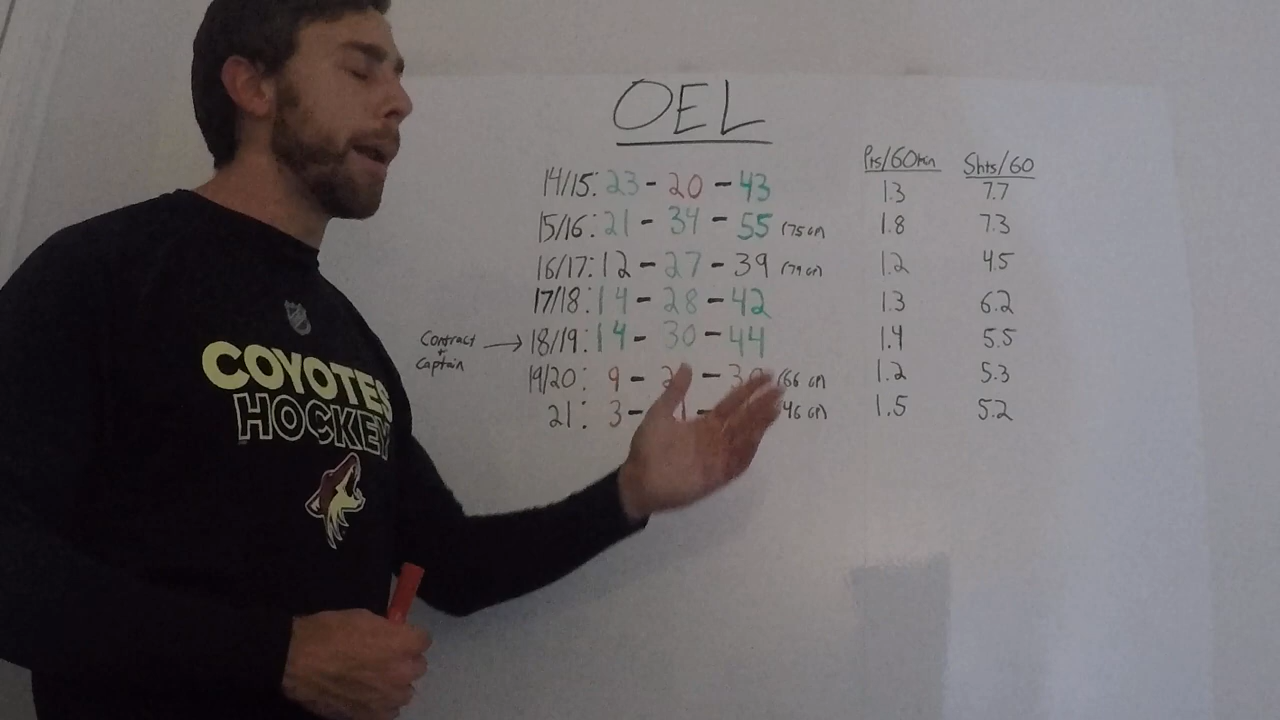 OEL
Pts/60min Shts/60
14/15: 23 - 20 - 43 1.3 7.7
15/16: 21 - 34 - 55 (75 GP) 1.8 7.3
16/17: 12 - 27 - 39 (79 GP) 1.2 4.5
17/18: 14 - 28 - 42 1.3 6.2
Contract + Captain → 18/19: 14 - 30 - 44 1.4 5.5
19/20: 9 - - (66 GP) 1.2 5.3
21: 3 - - 46 GP) 1.5 5.2
COYOTES
HOCKEY
NHL